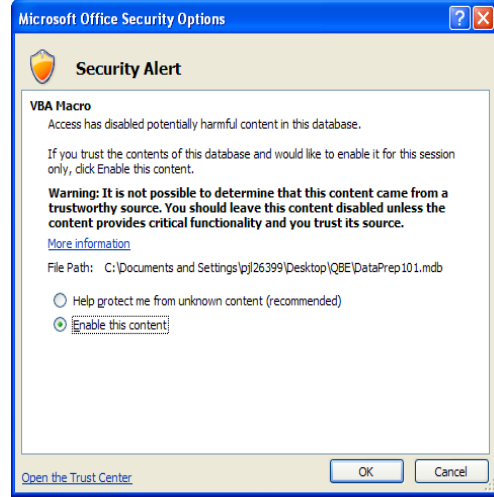 Microsoft Office Security Options
Security Alert
VBA Macro
Access has disabled potentially harmful content in this database.
If you trust the contents of this database and would like to enable it for this session
only, click Enable this content.
Warning: It is not possible to determine that this content came from a
trustworthy source. You should leave this content disabled unless the
content provides critical functionality and you trust its source.
More information
File Path: C:\Documents and Settings\pjl26399\Desktop\QBE\DataPrep101.mdb
Help protect me from unknown content (recommended)
Enable this content
Open the Trust Center
OK
Cancel